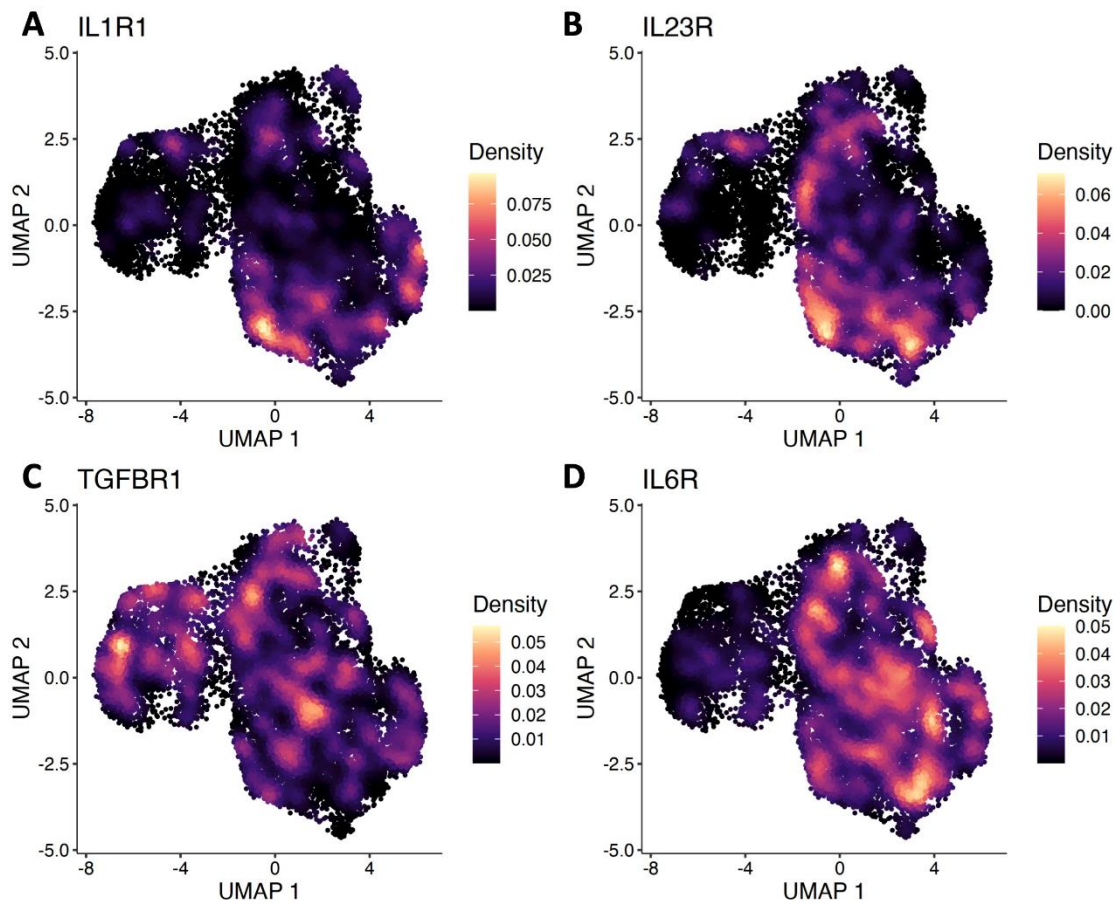 A IL1R1
5.0
2.5
0.0
-2.5
-5.0
UMAP 2
-8 -4 0 4
UMAP 1
Density
0.075
0.050
0.025
B IL23R
5.0
2.5
0.0
-2.5
-5.0
UMAP 2
-8 -4 0 4
UMAP 1
Density
0.06
0.04
0.02
0.00
C TGFBR1
5.0
2.5
0.0
-2.5
-5.0
UMAP 2
-8 -4 0 4
UMAP 1
Density
0.05
0.04
0.03
0.02
0.01
D IL6R
5.0
2.5
0.0
-2.5
-5.0
UMAP 2
-8 -4 0 4
UMAP 1
Density
0.05
0.04
0.03
0.02
0.01